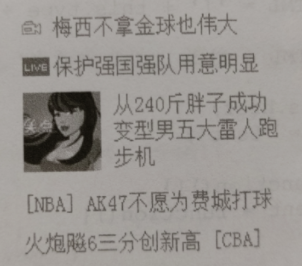 梅西不拿金球也伟大
LIVE 保护强国强队用意明显
从240斤胖子成功
变型男五大雷人跑
步机
[NBA] AK47不愿为费城打球
火炮飚6三分创新高 [CBA]